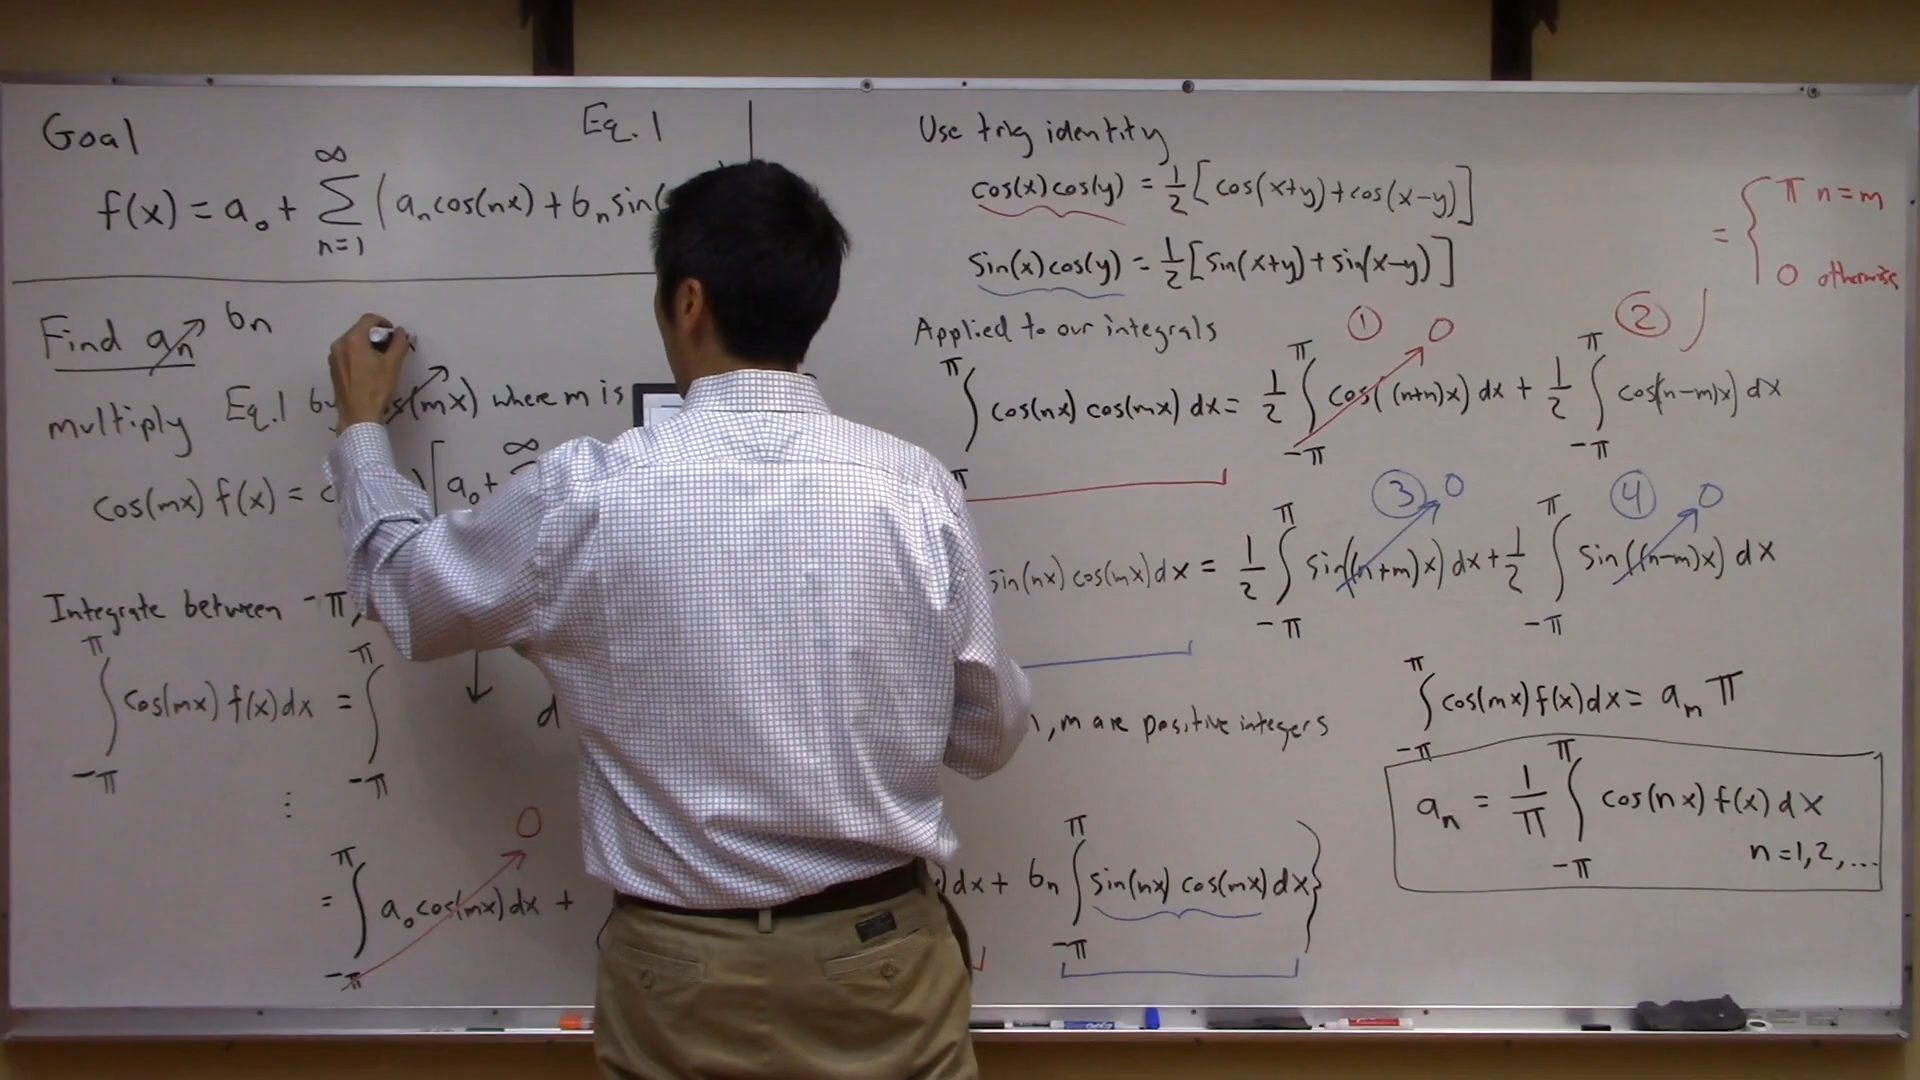 Goal
Eq. 1
f(x) = a₀ + ∑ₙ₌₁^∞ (aₙcos(nx) + bₙsin(
Find aₙ bₙ
multiply Eq.1 by cos(mx) where m is
cos(mx) f(x) = [a₀ + ∞
Integrate between -π,
∫₋π^π cos(mx) f(x)dx = ∫₋π^π d
⋮
= ∫₋π^π a₀cos(mx)dx + 0
)dx + bₙ ∫₋π^π sin(nx) cos(mx)dx}
Use trig identity
cos(x)cos(y) = 1/2 [cos(x+y)+cos(x-y)]
sin(x)cos(y) = 1/2 [sin(x+y)+sin(x-y)]
= { π n=m
0 otherwise
Applied to our integrals
① 0 ②
∫^π cos(nx) cos(mx) dx = 1/2 ∫₋π^π cos((n+m)x) dx + 1/2 ∫₋π^π cos(n-m)x) dx
③ 0 ④ 0
sin(nx) cos(mx)dx = 1/2 ∫₋π^π sin((n+m)x) dx + 1/2 ∫₋π^π sin((n-m)x) dx
, m are positive integers
∫₋π^π cos(mx)f(x)dx = aₘ π
aₙ = 1/π ∫₋π^π cos(nx) f(x) dx
n=1,2,...